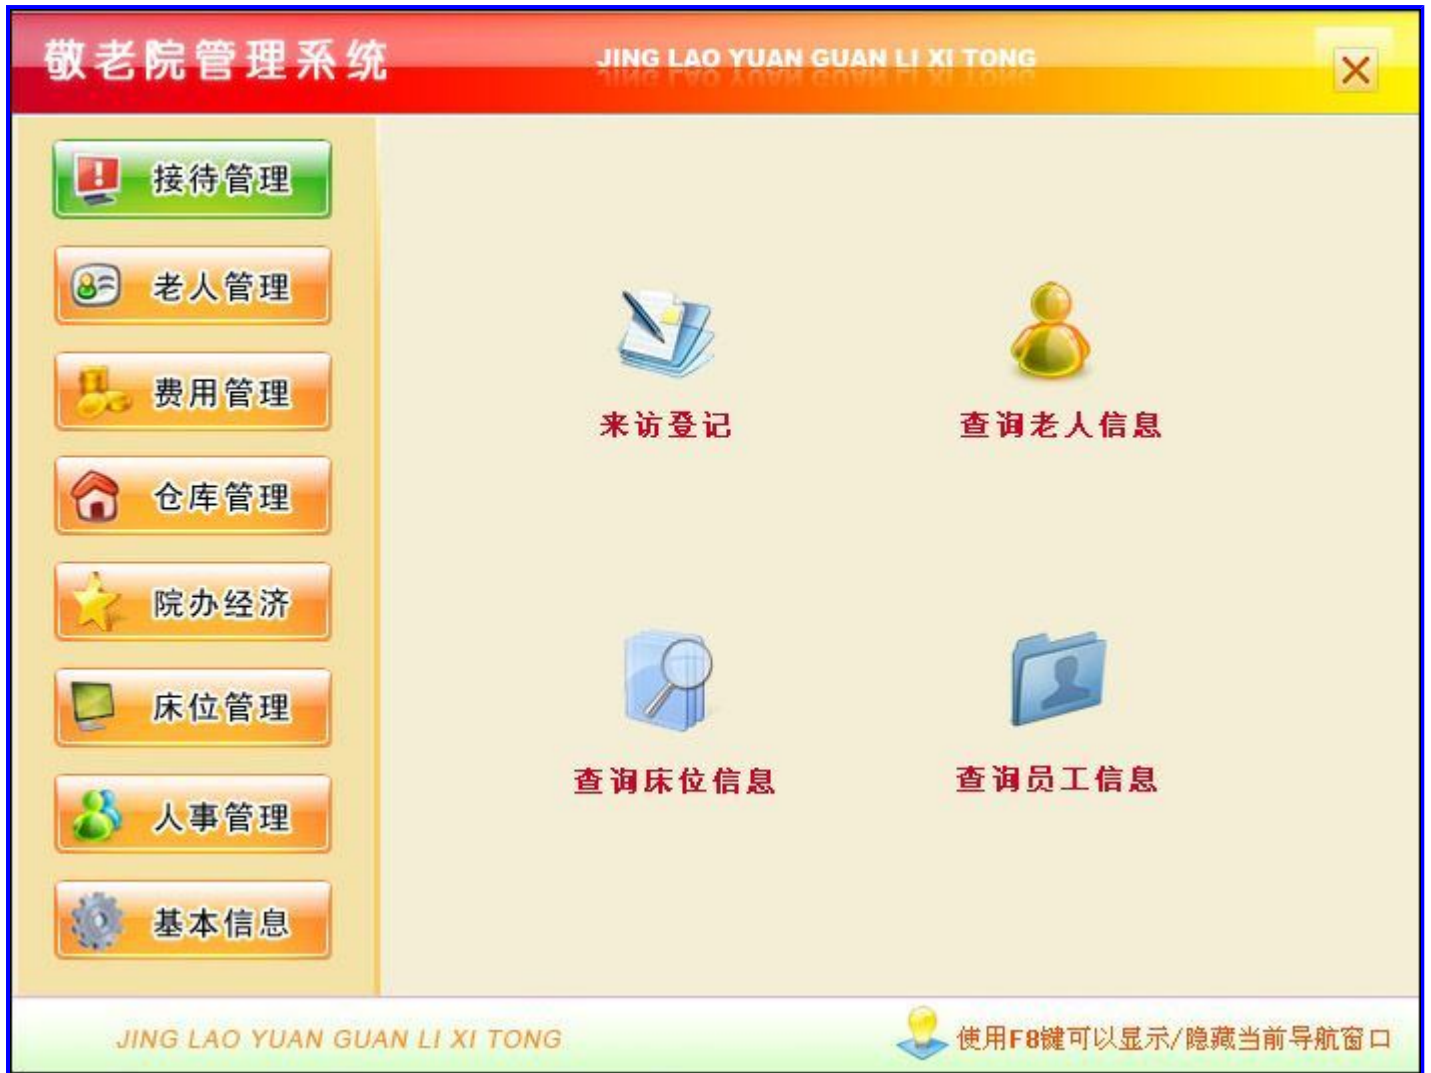 敬老院管理系统
JING LAO YUAN GUAN LI XI TONG
接待管理
老人管理
费用管理
仓库管理
院办经济
床位管理
人事管理
基本信息
来访登记
查询老人信息
查询床位信息
查询员工信息
JING LAO YUAN GUAN LI XI TONG
使用F8键可以显示/隐藏当前导航窗口